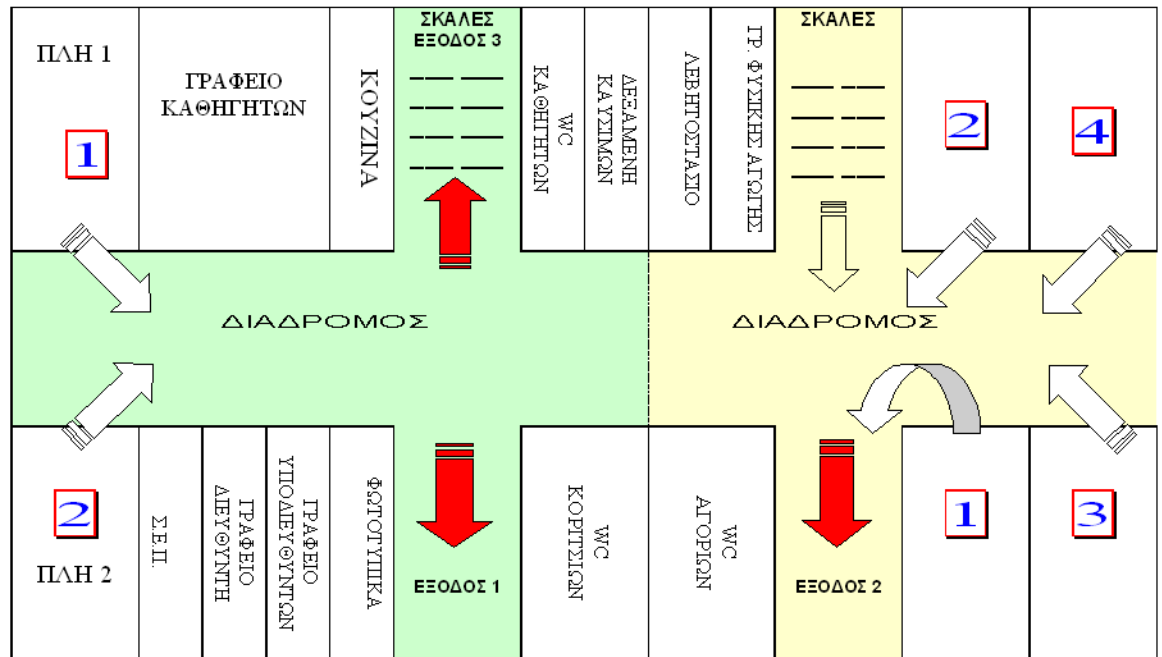 ΠΛΗ 1
1
ΓΡΑΦΕΙΟ
ΚΑΘΗΓΗΤΩΝ
ΚΟΥΖΙΝΑ
ΣΚΑΛΕΣ
ΕΞΟΔΟΣ 3
WC
ΚΑΘΗΓΗΤΩΝ
ΔΕΞΑΜΕΝΗ
ΚΑΥΣΙΜΩΝ
ΛΕΒΗΤΟΣΤΑΣΙΟ
ΓΡ. ΦΥΣΙΚΗΣ ΑΓΩΓΗΣ
ΣΚΑΛΕΣ
2
4
ΔΙΑΔΡΟΜΟΣ
ΔΙΑΔΡΟΜΟΣ
2
ΠΛΗ 2
Σ.Ε.Π.
ΓΡΑΦΕΙΟ
ΔΙΕΥΘΥΝΤΗ
ΓΡΑΦΕΙΟ
ΥΠΟΔΙΕΥΘΥΝΤΩΝ
ΦΩΤΟΤΥΠΙΚΑ
ΕΞΟΔΟΣ 1
WC
ΚΟΡΙΤΣΙΩΝ
WC
ΑΓΟΡΙΩΝ
ΕΞΟΔΟΣ 2
1
3